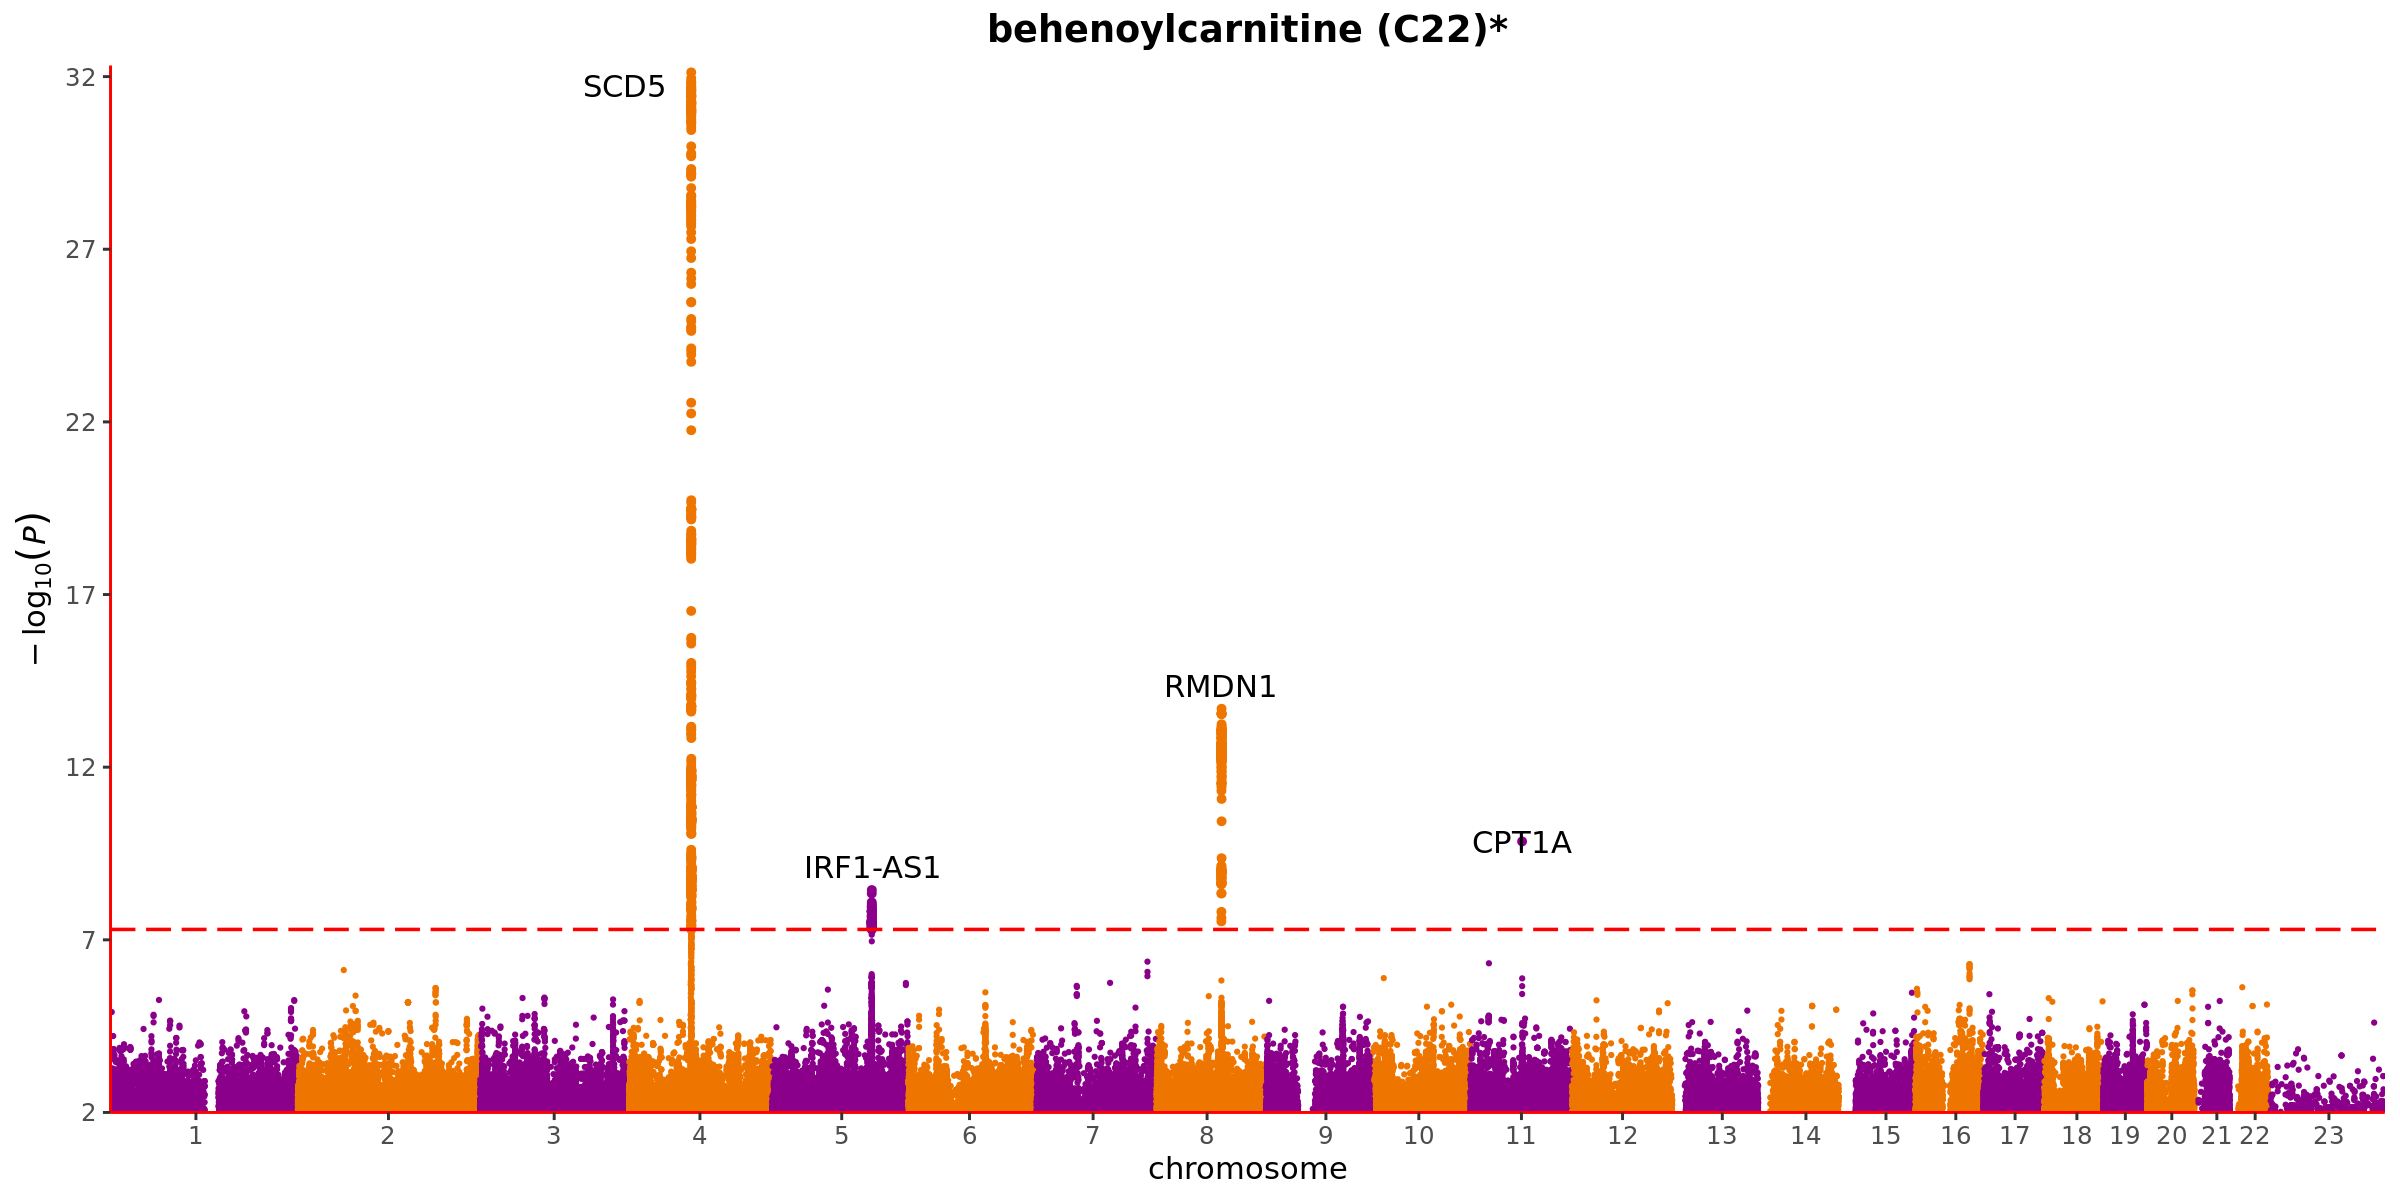 behenoylcarnitine (C22)*
SCD5
RMDN1
CPT1A
IRF1-AS1
− log10(P)
32
27
22
17
12
7
2
1 2 3 4 5 6 7 8 9 10 11 12 13 14 15 16 17 18 19 20 21 22 23
chromosome